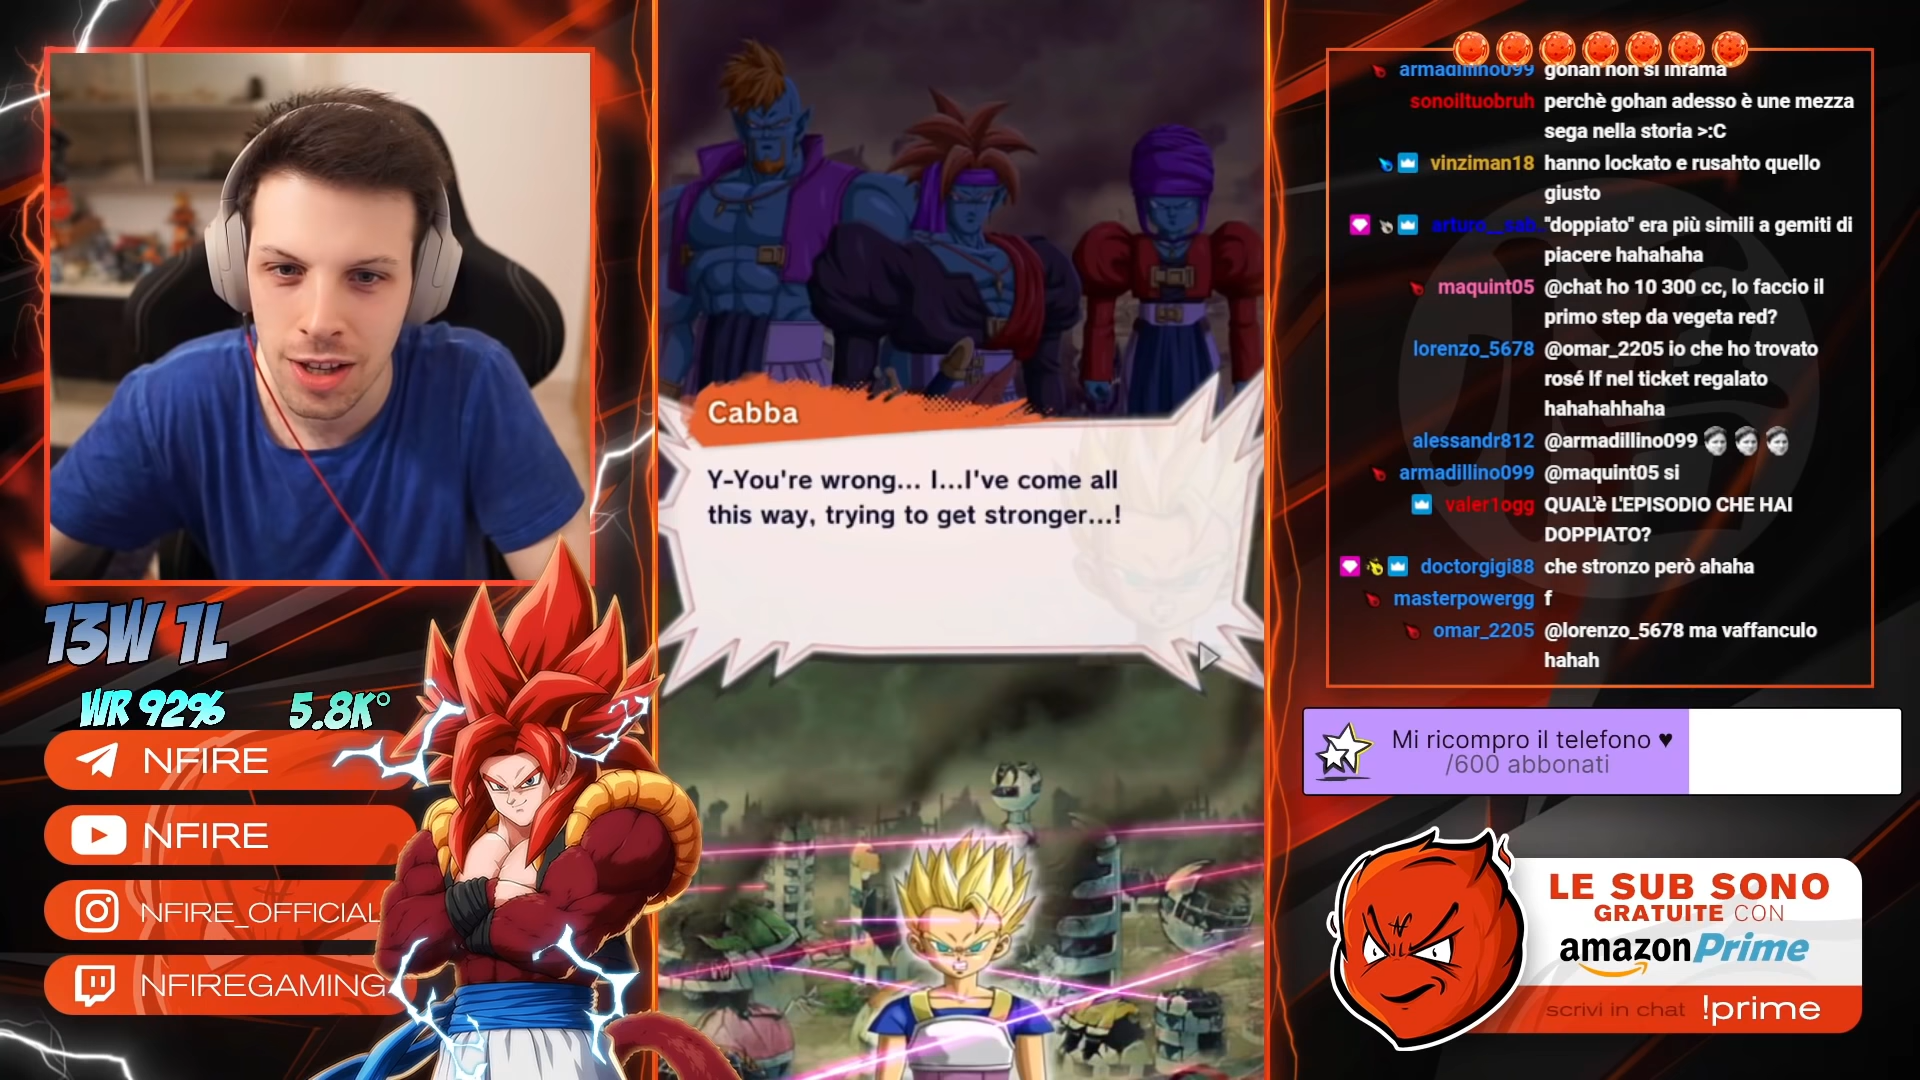 13W 1L
WR 92% 5.8K°
NFIRE
NFIRE
NFIRE_OFFICIAL
NFIREGAMING
Cabba
Y-You're wrong... I...I've come all
this way, trying to get stronger...!
armadillino099 gohan non si infama
sonoiltuobruh perchè gohan adesso è une mezza
sega nella storia >:C
vinziman18 hanno lockato e rusahto quello
giusto
arturo__sab.. "doppiato" era più simili a gemiti di
piacere hahahaha
maquint05 @chat ho 10 300 cc, lo faccio il
primo step da vegeta red?
lorenzo_5678 @omar_2205 io che ho trovato
rosé lf nel ticket regalato
hahahahhaha
alessandr812 @armadillino099
armadillino099 @maquint05 si
valer1ogg QUAL'è L'EPISODIO CHE HAI
DOPPIATO?
doctorgigi88 che stronzo però ahaha
masterpowergg f
omar_2205 @lorenzo_5678 ma vaffanculo
hahah
Mi ricompro il telefono ♥
/600 abbonati
LE SUB SONO
GRATUITE CON
amazonPrime
scrivi in chat !prime